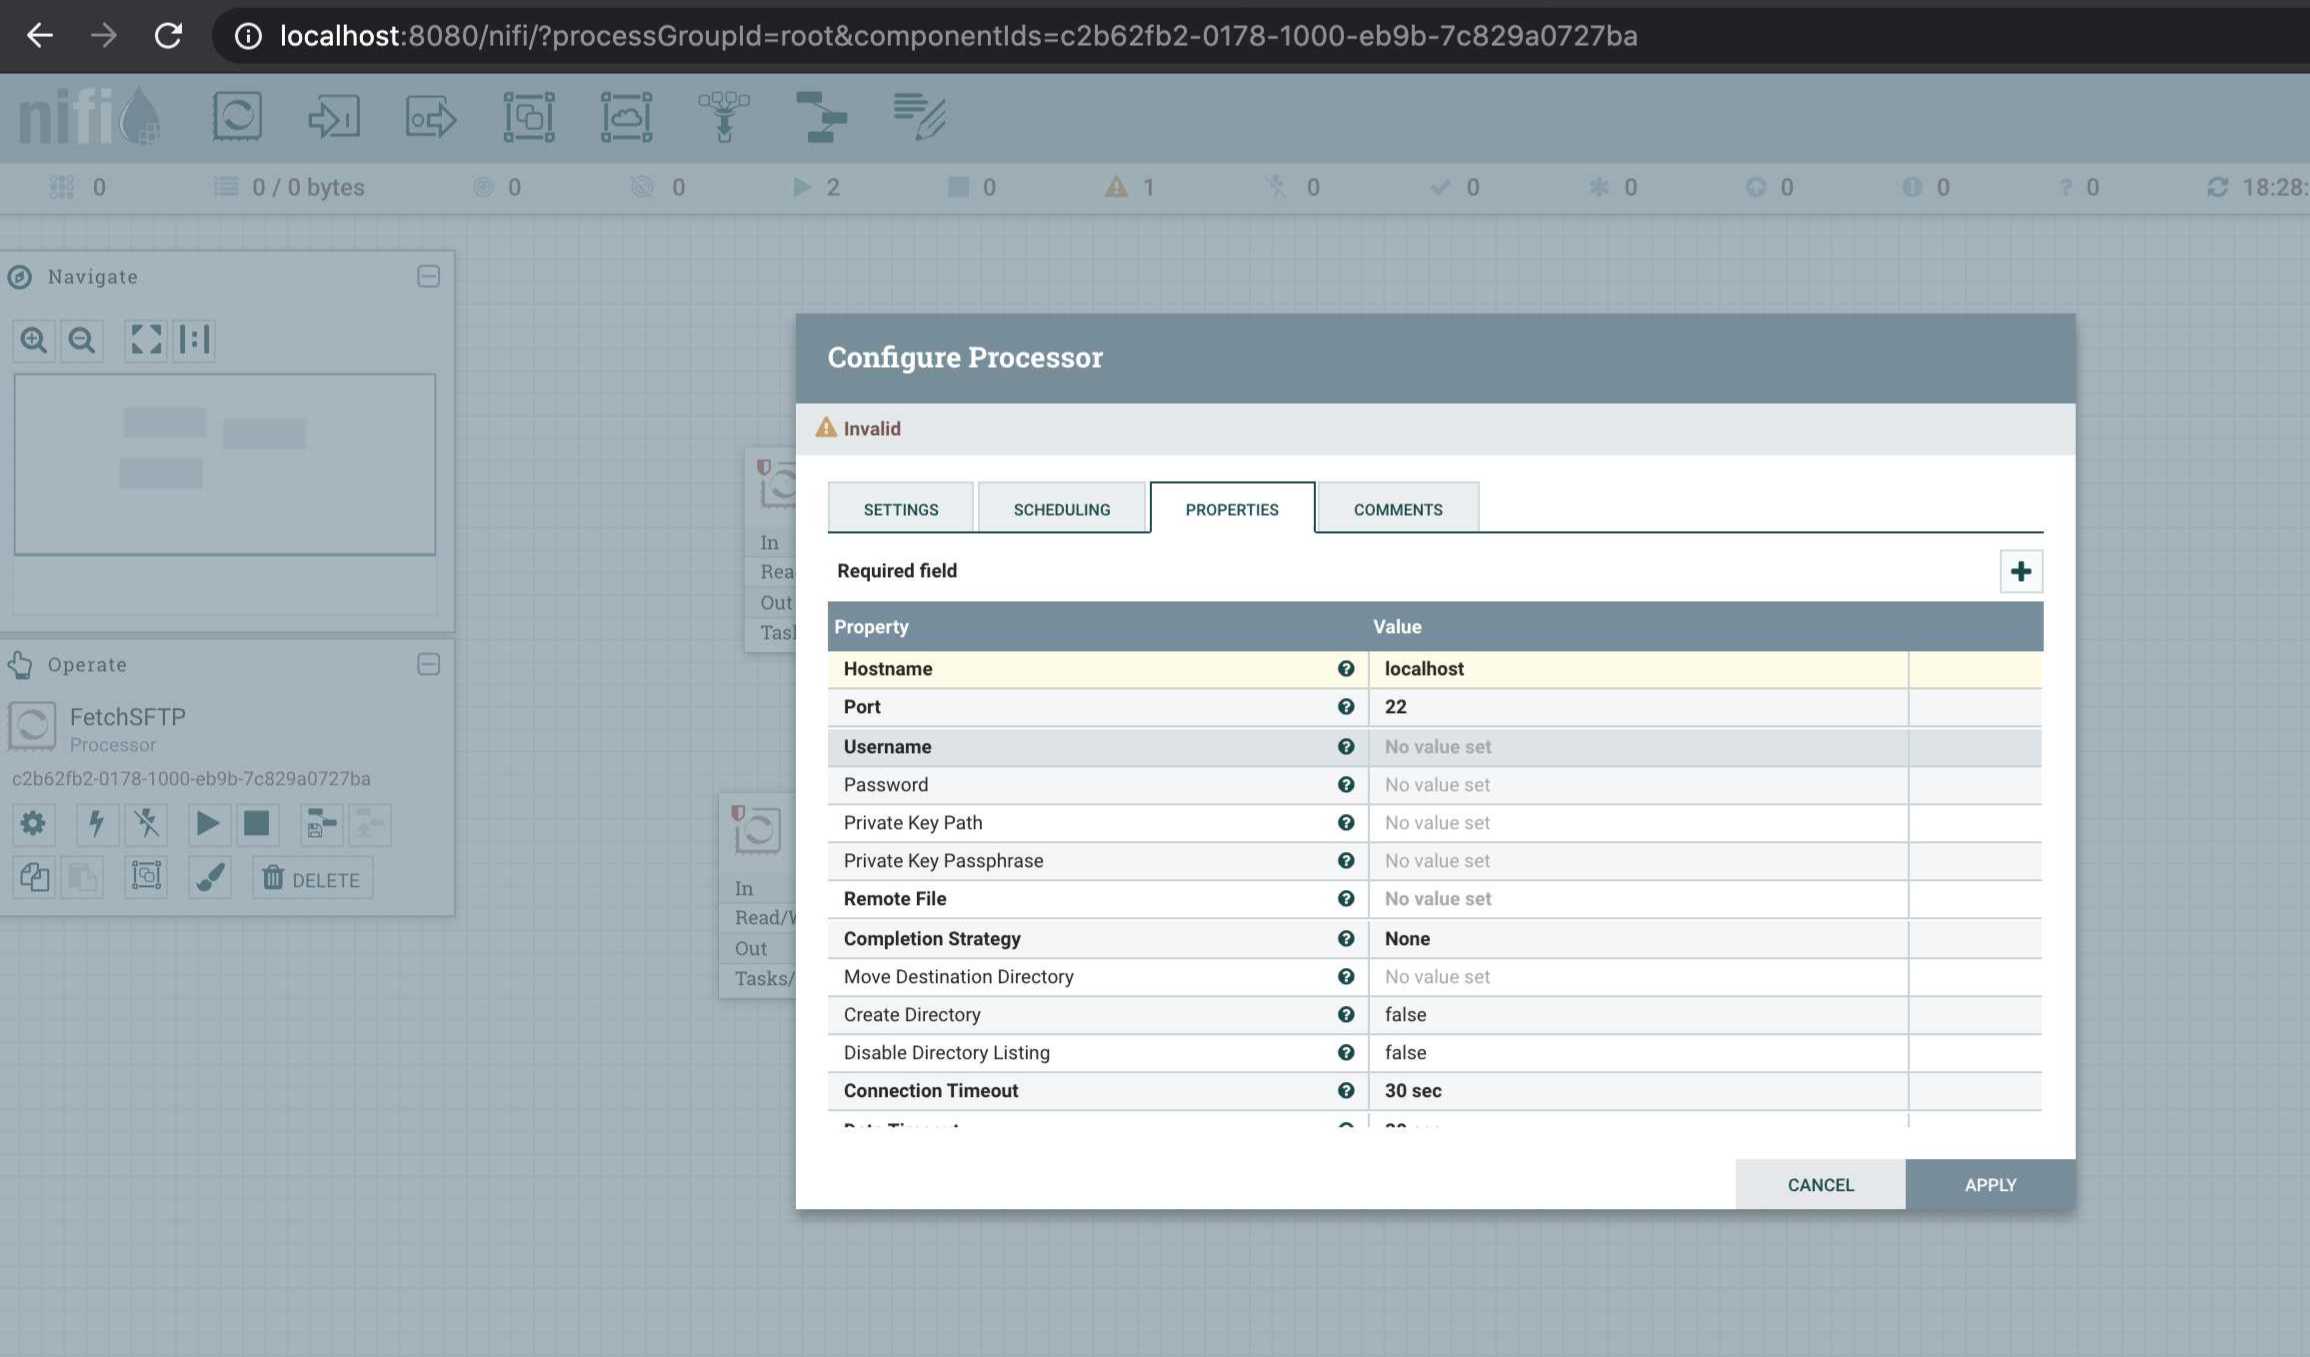 localhost:8080/nifi/?processGroupId=root&componentIds=c2b62fb2-0178-1000-eb9b-7c829a0727ba
nifi
0
0 / 0 bytes
0
0
2
0
1
0
0
0
0
0
? 0
18:28:
Navigate
Operate
FetchSFTP
Processor
c2b62fb2-0178-1000-eb9b-7c829a0727ba
DELETE
In
Rea
Out
Tas
In
Read/W
Out
Tasks/
Configure Processor
Invalid
SETTINGS
SCHEDULING
PROPERTIES
COMMENTS
Required field
Property Value
Hostname localhost
Port 22
Username No value set
Password No value set
Private Key Path No value set
Private Key Passphrase No value set
Remote File No value set
Completion Strategy None
Move Destination Directory No value set
Create Directory false
Disable Directory Listing false
Connection Timeout 30 sec
CANCEL
APPLY